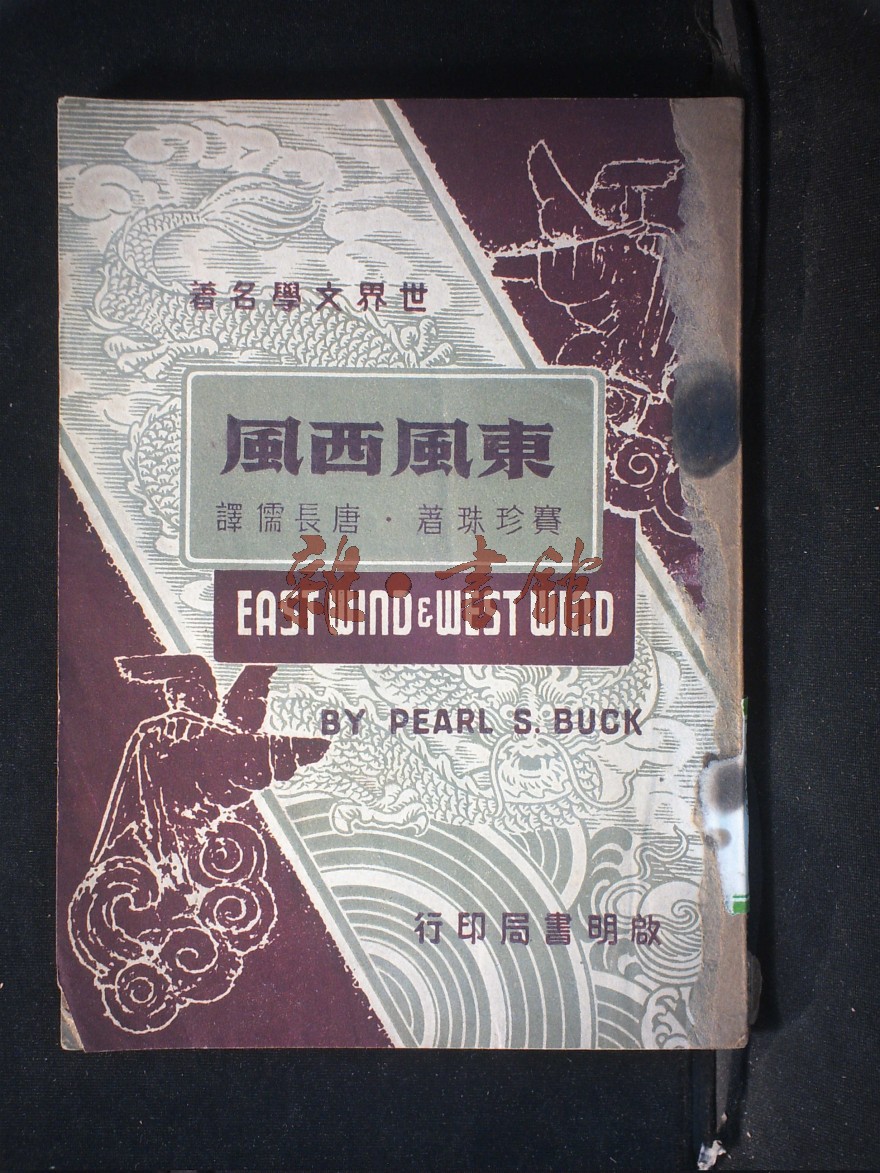 世界文學名著
東風西風
賽珍珠著・唐長儒譯
雜・書館
EAST WIND & WEST WIND
BY PEARL S. BUCK
啟明書局印行